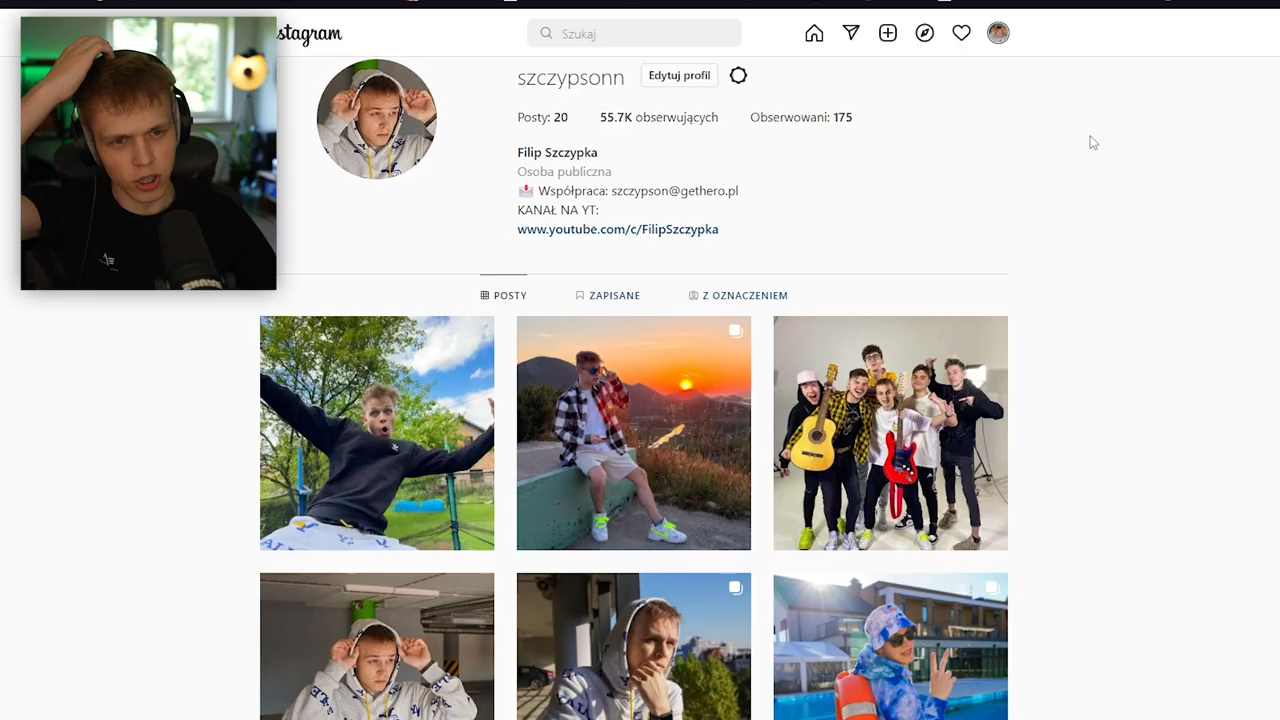 stagram
Szukaj
szczypsonn
Edytuj profil
Posty: 20 55.7K obserwujących Obserwowani: 175
Filip Szczypka
Osoba publiczna
Współpraca: szczypson@gethero.pl
KANAŁ NA YT:
www.youtube.com/c/FilipSzczypka
POSTY ZAPISANE Z OZNACZENIEM